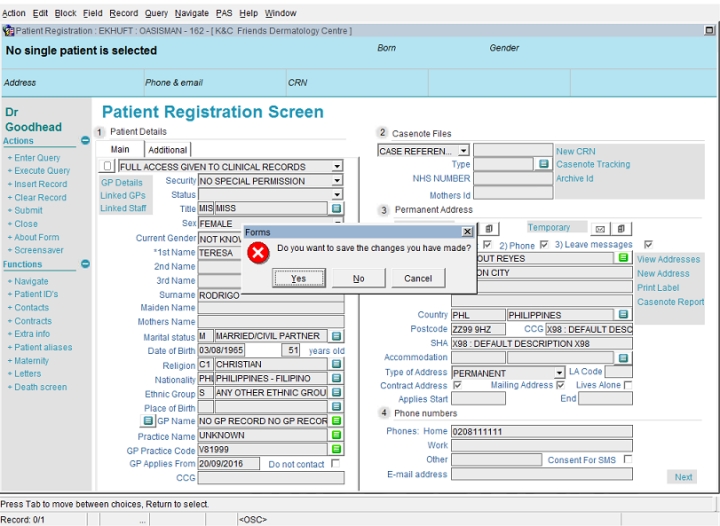 Action Edit Block Field Record Query Navigate PAS Help Window
Patient Registration : EKHUFT : OASISMAN - 162 - [ K&C Friends Dermatology Centre ]
No single patient is selected
Born
Gender
Address
Phone & email
CRN
Dr Goodhead
Actions
+ Enter Query
+ Execute Query
+ Insert Record
+ Clear Record
+ Submit
+ Close
+ About Form
+ Screensaver
Functions
+ Navigate
+ Patient ID's
+ Contacts
+ Contracts
+ Extra info
+ Patient aliases
+ Maternity
+ Letters
+ Death screen
Patient Registration Screen
1 Patient Details
Main Additional
FULL ACCESS GIVEN TO CLINICAL RECORDS
GP Details
Linked GPs
Linked Staff
Security NO SPECIAL PERMISSION
Status
Title MIS MISS
Sex FEMALE
Current Gender NOT KNOW
*1st Name TERESA
2nd Name
3rd Name
Surname RODRIGO
Maiden Name
Mothers Name
Marital status M MARRIED/CIVIL PARTNER
Date of Birth 03/08/1965 51 years old
Religion C1 CHRISTIAN
Nationality PHI PHILIPPINES - FILIPINO
Ethnic Group S ANY OTHER ETHNIC GROU
Place of Birth
GP Name NO GP RECORD NO GP RECOR
Practice Name UNKNOWN
GP Practice Code V81999
GP Applies From 20/09/2016 Do not contact
CCG
2 Casenote Files
CASE REFEREN...
Type
NHS NUMBER
Mothers Id
New CRN
Casenote Tracking
Archive Id
3 Permanent Address
Temporary
2) Phone 3) Leave messages
OUT REYES
ON CITY
View Addresses
New Address
Print Label
Casenote Report
Country PHL PHILIPPINES
Postcode ZZ99 9HZ CCG X98 : DEFAULT DESC
SHA X98 : DEFAULT DESCRIPTION X98
Accommodation
Type of Address PERMANENT LA Code
Contract Address Mailing Address Lives Alone
Applies Start End
4 Phone numbers
Phones: Home 0208111111
Work
Other Consent For SMS
E-mail address
Next
Forms
Do you want to save the changes you have made?
Yes No Cancel
Press Tab to move between choices, Return to select.
Record: 0/1 ... <OSC>